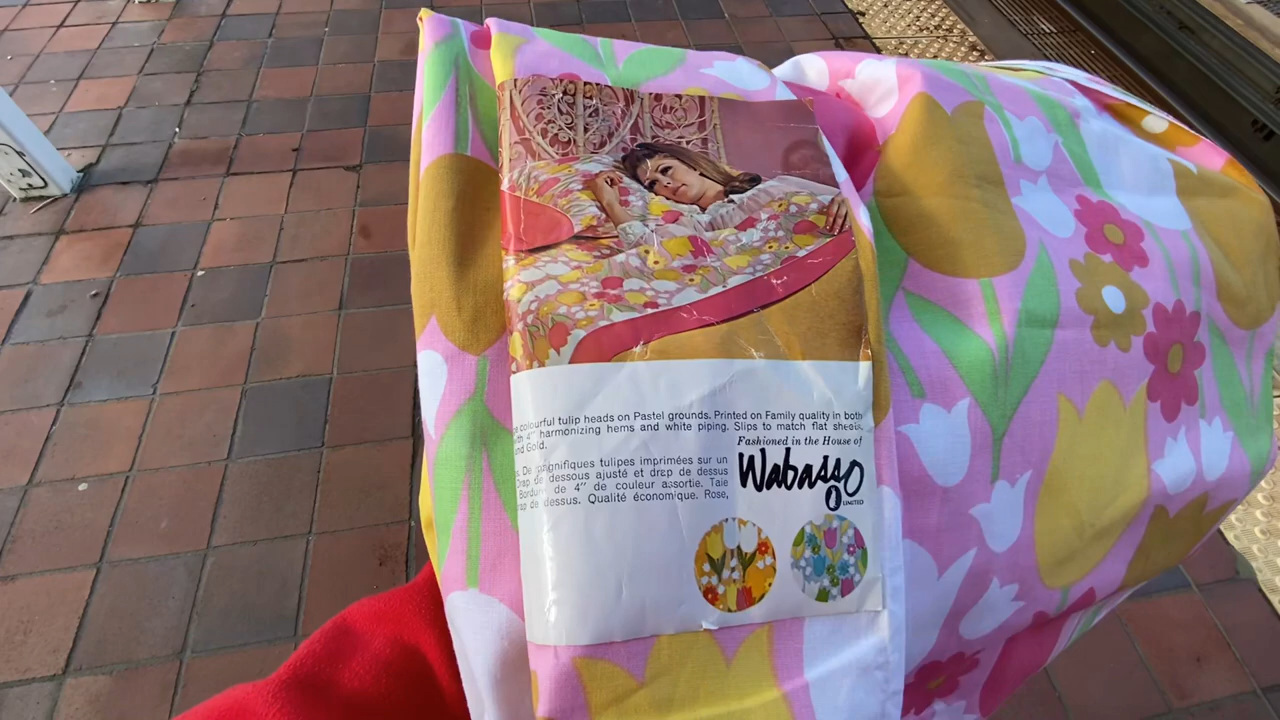 colourful tulip heads on Pastel grounds. Printed on Family quality in both
4" harmonizing hems and white piping. Slips to match flat sheets.
Gold.
Fashioned in the House of
Wabasso
LIMITED
De magnifiques tulipes imprimées sur un
Drap de dessous ajusté et drap de dessus
Bordure de 4" de couleur assortie. Taie
de dessus. Qualité économique. Rose,